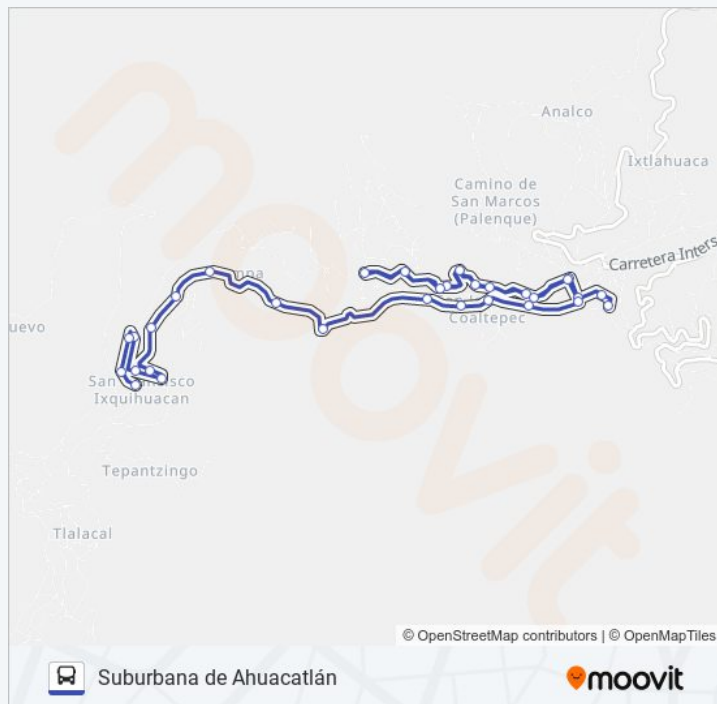 Analco
Ixtlahuaca
Camino de
San Marcos
(Palenque)
Carretera Inters
Coaltepec
uevo
Ixquihuacan
Tepantzingo
Tlalacal
moovit
© OpenStreetMap contributors | © OpenMapTiles
Suburbana de Ahuacatlán
moovit